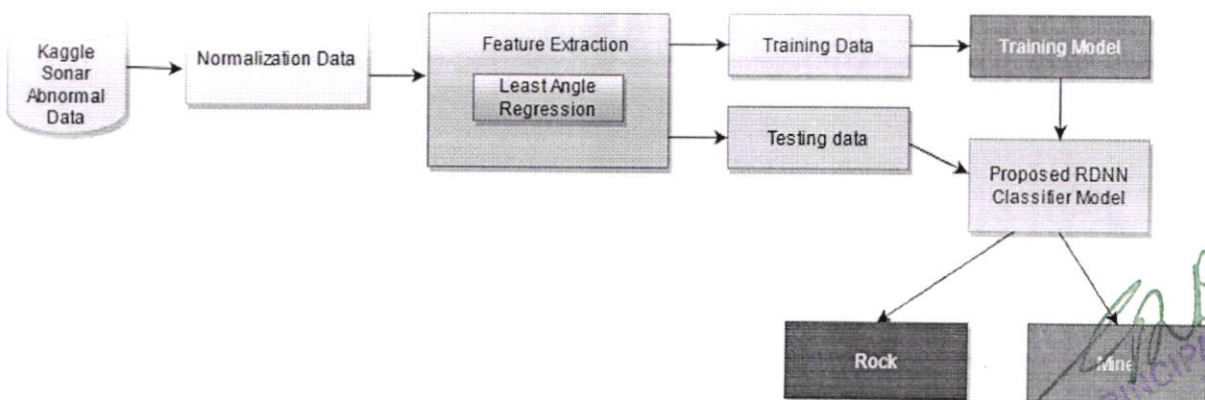 Kaggle
Sonar
Abnormal
Data
Normalization Data
Feature Extraction
Least Angle
Regression
Training Data
Training Model
Testing data
Proposed RDNN
Classifier Model
Rock
Mine
PRINCIPA